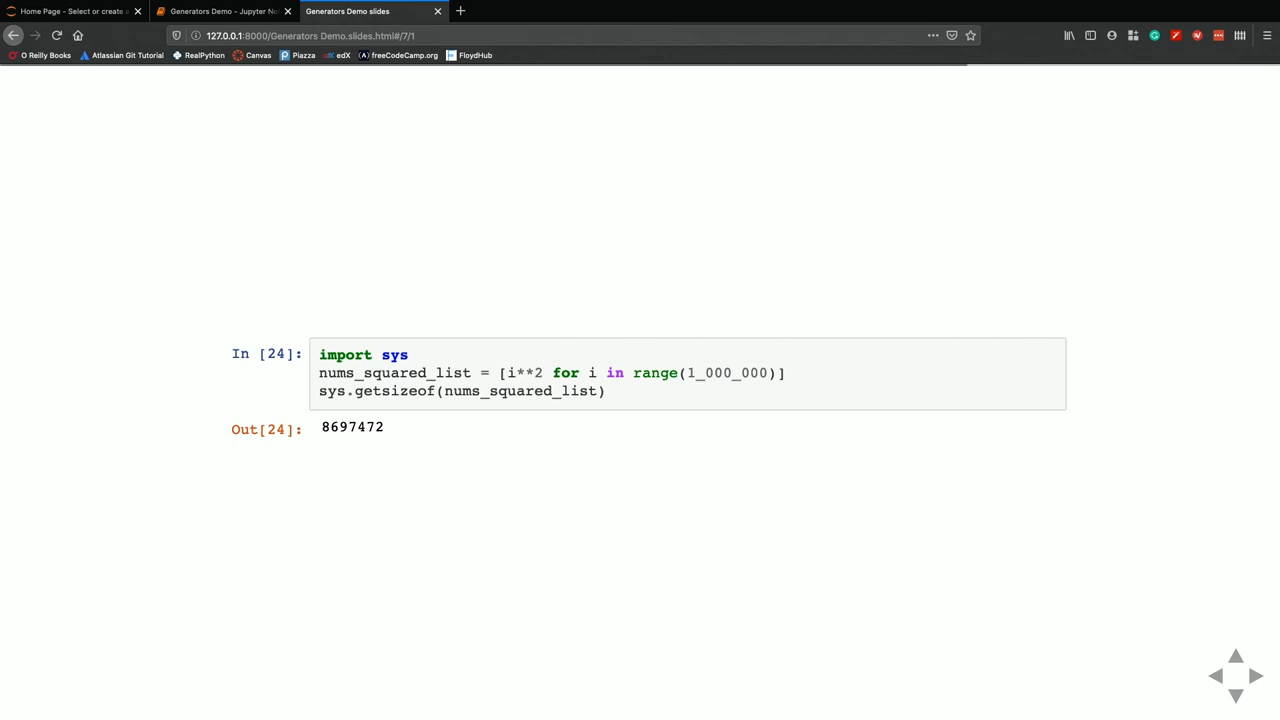 Home Page - Select or create a
Generators Demo - Jupyter No
Generators Demo slides
127.0.0.1:8000/Generators Demo.slides.html#/7/1
O Reilly Books
Atlassian Git Tutorial
RealPython
Canvas
Piazza
edX
freeCodeCamp.org
FloydHub
In [24]:
import sys
nums_squared_list = [i**2 for i in range(1_000_000)]
sys.getsizeof(nums_squared_list)
Out[24]:
8697472